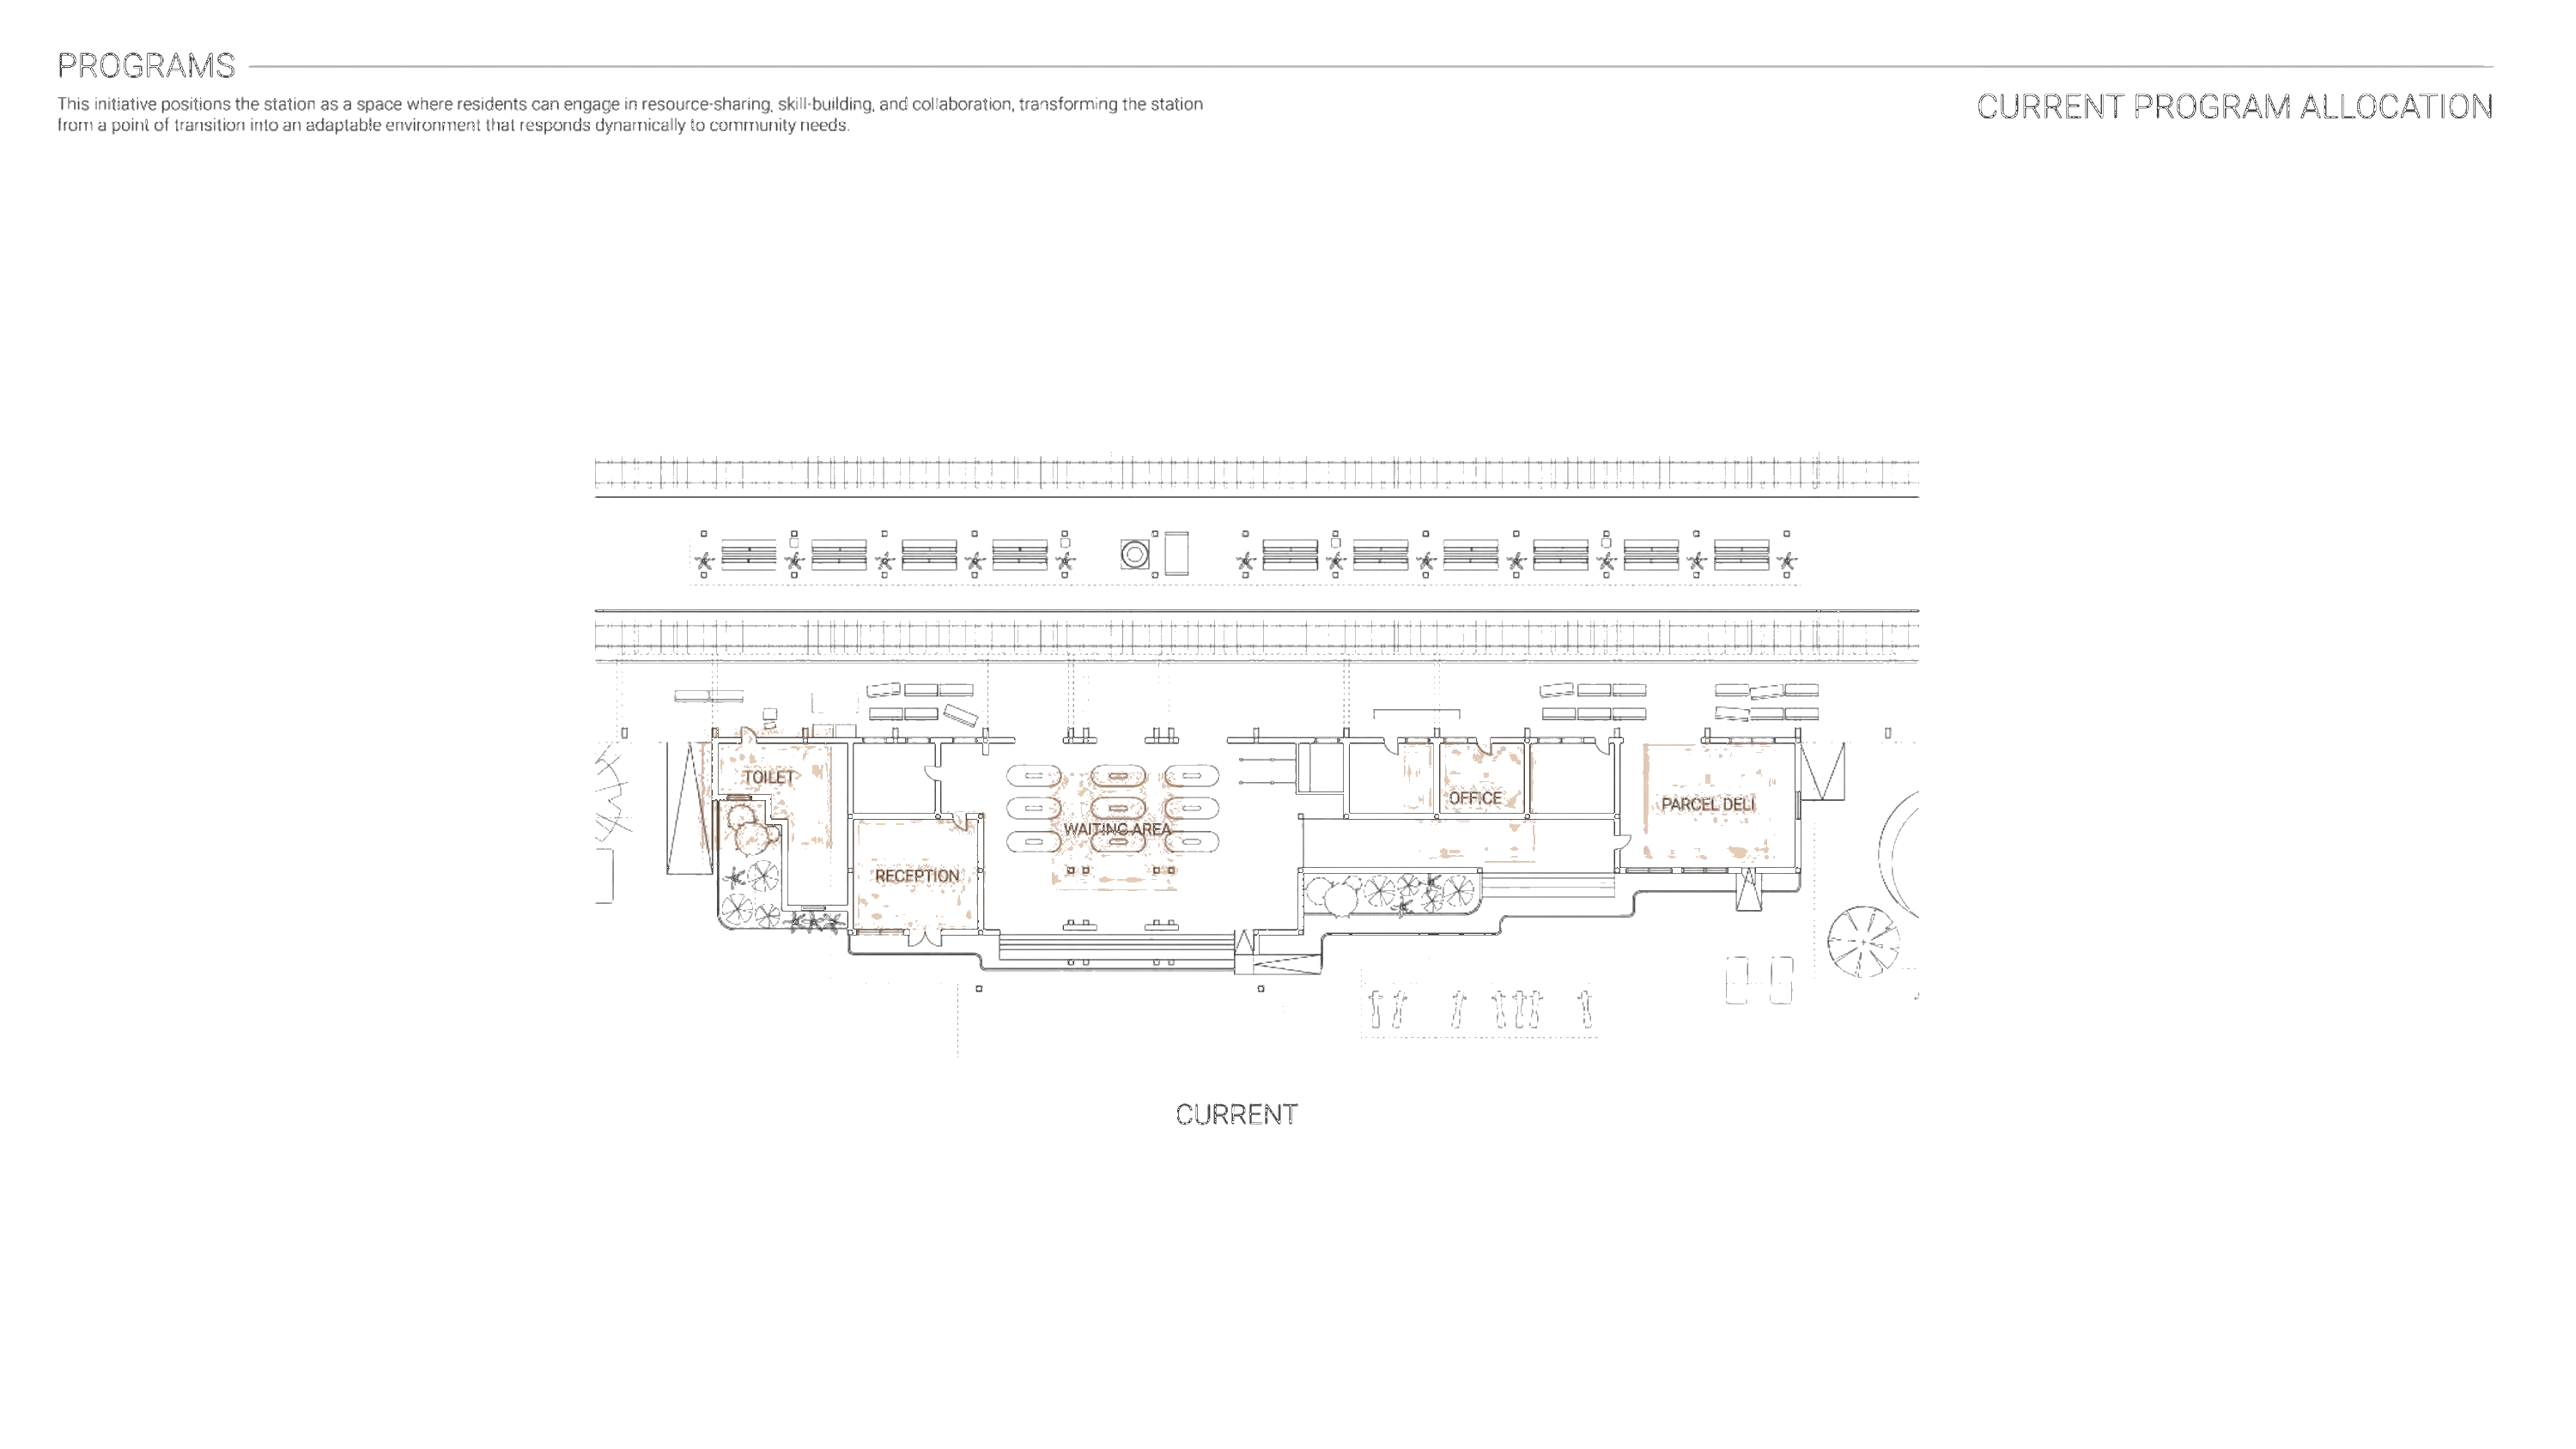 PROGRAMS
This initiative positions the station as a space where residents can engage in resource-sharing, skill-building, and collaboration, transforming the station
from a point of transition into an adaptable environment that responds dynamically to community needs.
CURRENT PROGRAM ALLOCATION
TOILET
OFFICE
PARCEL DELI
WAITING AREA
RECEPTION
CURRENT